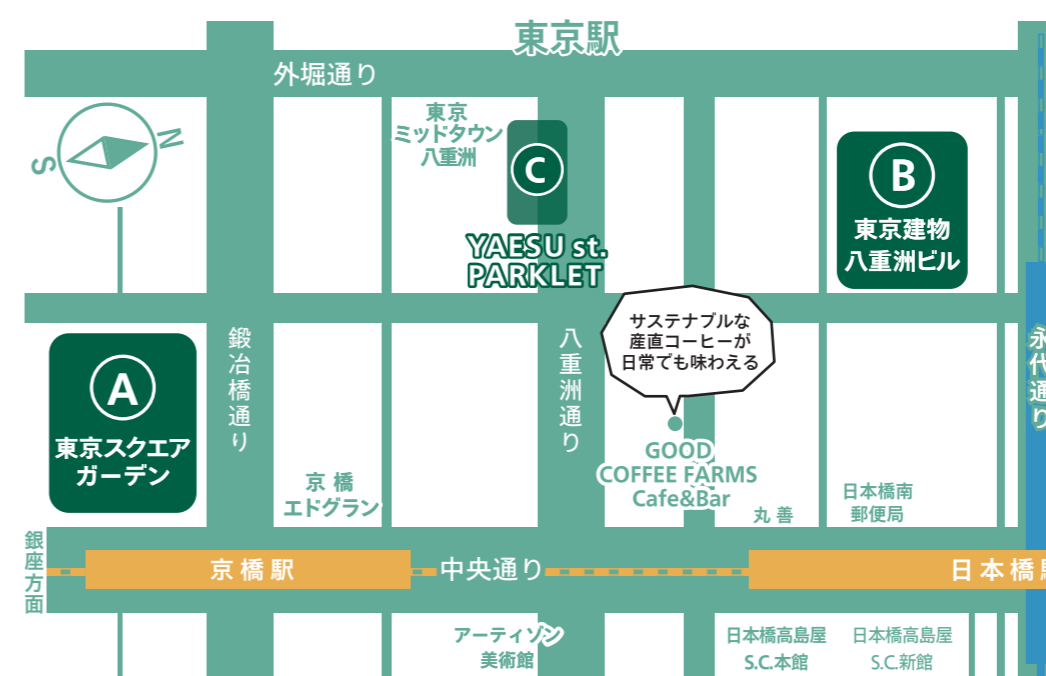 東京駅
外堀通り
N
S
東京
ミッドタウン
八重洲
C
YAESU st.
PARKLET
B
東京建物
八重洲ビル
サステナブルな
産直コーヒーが
日常でも味わえる
鍛冶橋通り
八重洲通り
永代通り
A
東京スクエア
ガーデン
GOOD
COFFEE FARMS
Cafe&Bar
京橋
エドグラン
丸善
日本橋南
郵便局
銀座方面
京橋駅
中央通り
日本橋駅
アーティゾン
美術館
日本橋高島屋
S.C.本館
日本橋高島屋
S.C.新館